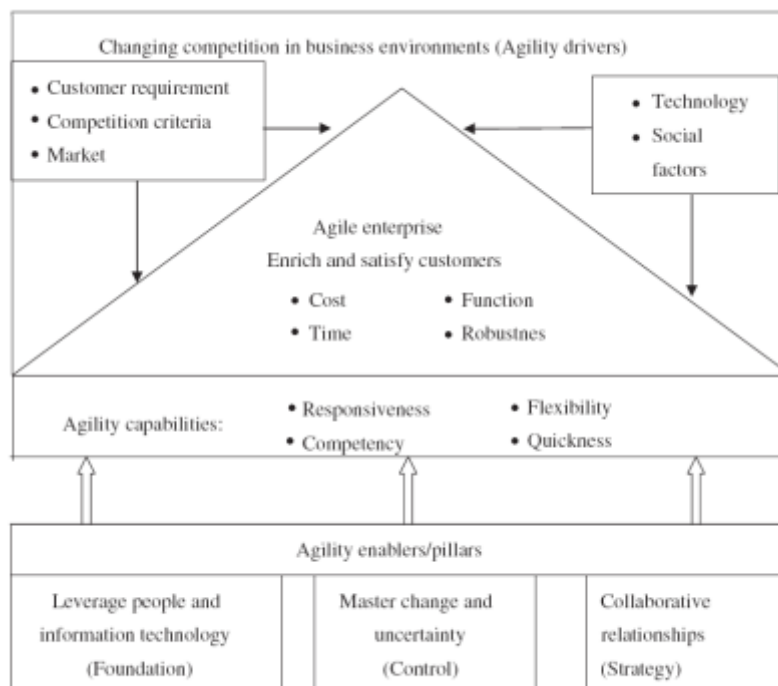 Changing competition in business environments (Agility drivers)
• Customer requirement
• Competition criteria
• Market
• Technology
• Social
factors
Agile enterprise
Enrich and satisfy customers
• Cost
• Function
• Time
• Robustnes
Agility capabilities:
• Responsiveness
• Flexibility
• Competency
• Quickness
Agility enablers/pillars
Leverage people and
information technology
(Foundation)
Master change and
uncertainty
(Control)
Collaborative
relationships
(Strategy)